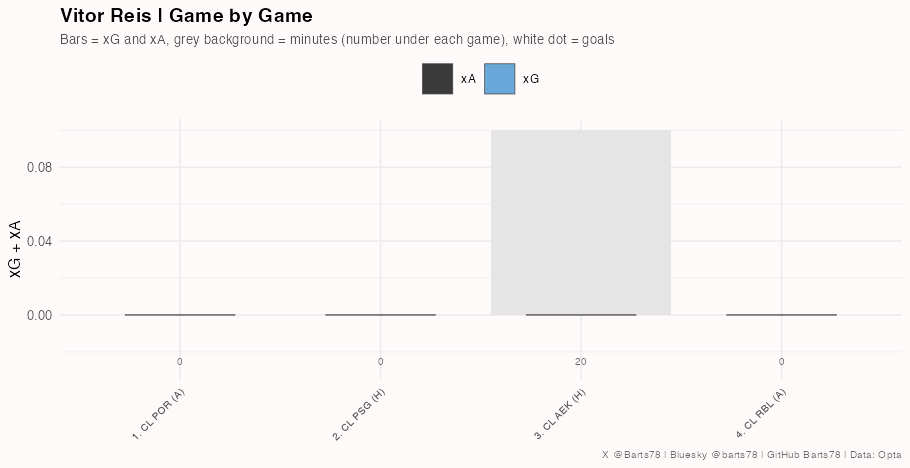 Vitor Reis | Game by Game
Bars = xG and xA, grey background = minutes (number under each game), white dot = goals
xA xG
xG + xA
0.08
0.04
0.00
0 0 20 0
1. CL POR (A) 2. CL PSG (H) 3. CL AEK (H) 4. CL RBL (A)
X @Barts78 | Bluesky @barts78 | GitHub Barts78 | Data: Opta